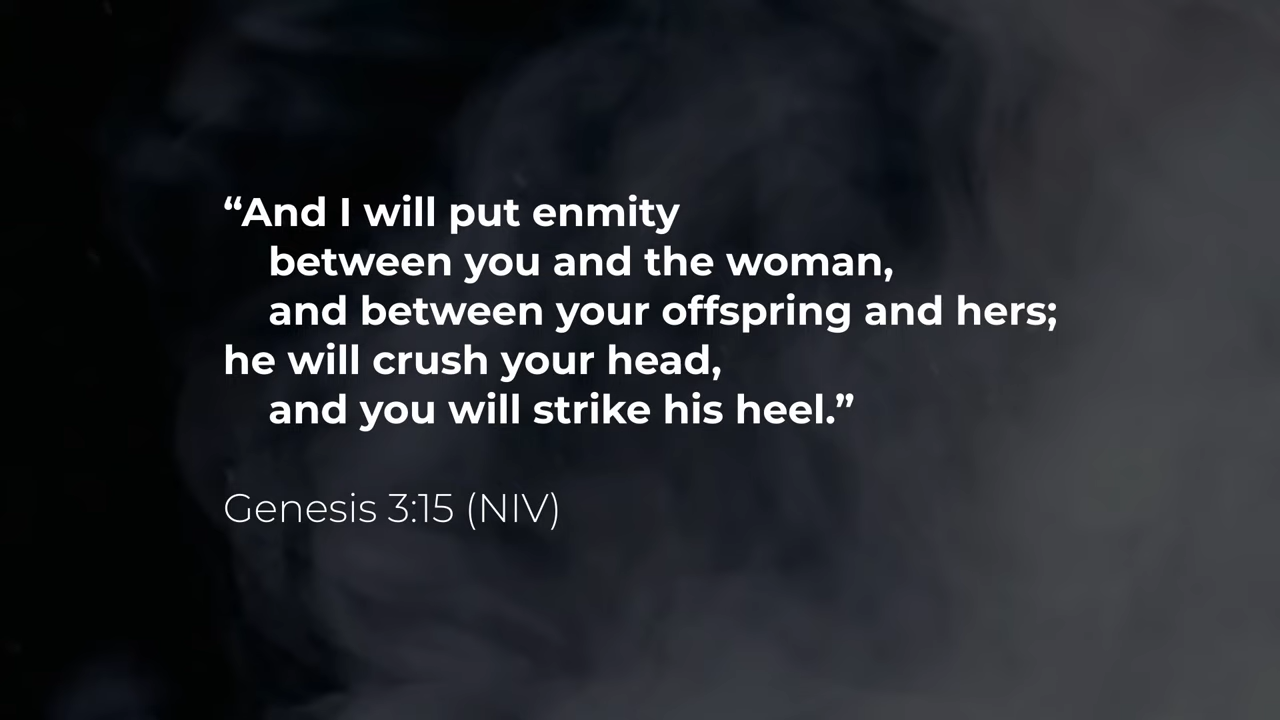 “And I will put enmity
between you and the woman,
and between your offspring and hers;
he will crush your head,
and you will strike his heel.”
Genesis 3:15 (NIV)